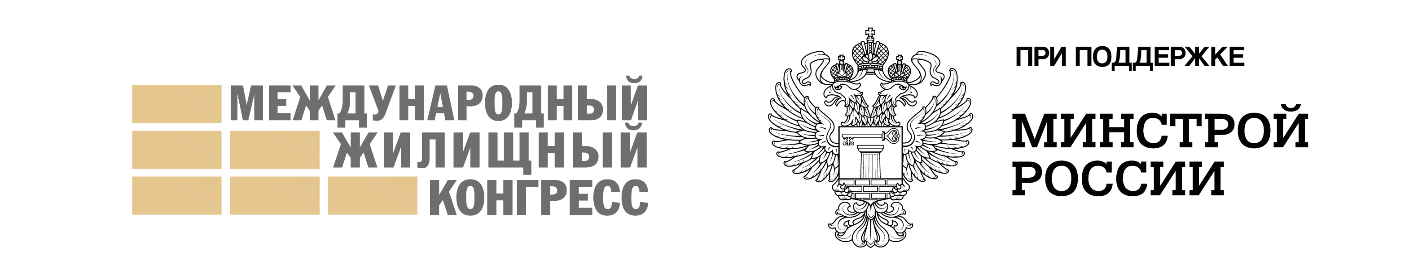 МЕЖДУНАРОДНЫЙ
ЖИЛИЩНЫЙ
КОНГРЕСС
ПРИ ПОДДЕРЖКЕ
МИНСТРОЙ
РОССИИ